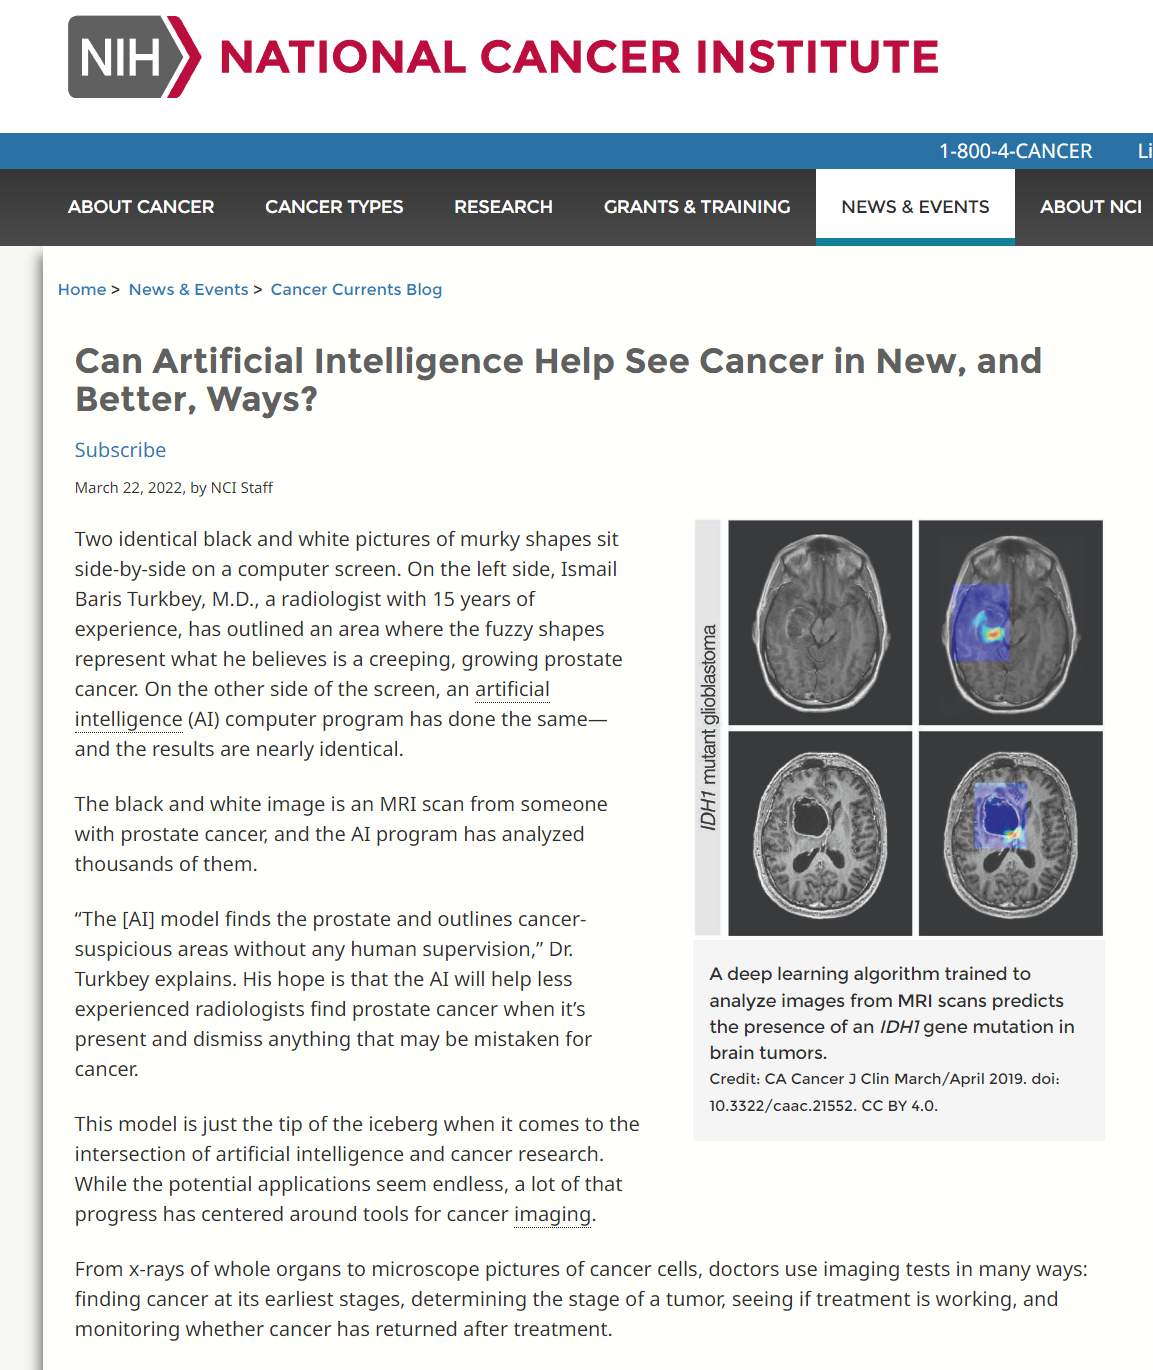 NIH NATIONAL CANCER INSTITUTE
1-800-4-CANCER Li
ABOUT CANCER CANCER TYPES RESEARCH GRANTS & TRAINING NEWS & EVENTS ABOUT NCI
Home > News & Events > Cancer Currents Blog
Can Artificial Intelligence Help See Cancer in New, and
Better, Ways?
Subscribe
March 22, 2022, by NCI Staff
Two identical black and white pictures of murky shapes sit
side-by-side on a computer screen. On the left side, Ismail
Baris Turkbey, M.D., a radiologist with 15 years of
experience, has outlined an area where the fuzzy shapes
represent what he believes is a creeping, growing prostate
cancer. On the other side of the screen, an artificial
intelligence (AI) computer program has done the same—
and the results are nearly identical.
The black and white image is an MRI scan from someone
with prostate cancer, and the AI program has analyzed
thousands of them.
“The [AI] model finds the prostate and outlines cancer-
suspicious areas without any human supervision,” Dr.
Turkbey explains. His hope is that the AI will help less
experienced radiologists find prostate cancer when it’s
present and dismiss anything that may be mistaken for
cancer.
This model is just the tip of the iceberg when it comes to the
intersection of artificial intelligence and cancer research.
While the potential applications seem endless, a lot of that
progress has centered around tools for cancer imaging.
IDH1 mutant glioblastoma
A deep learning algorithm trained to
analyze images from MRI scans predicts
the presence of an IDH1 gene mutation in
brain tumors.
Credit: CA Cancer J Clin March/April 2019. doi:
10.3322/caac.21552. CC BY 4.0.
From x-rays of whole organs to microscope pictures of cancer cells, doctors use imaging tests in many ways:
finding cancer at its earliest stages, determining the stage of a tumor, seeing if treatment is working, and
monitoring whether cancer has returned after treatment.